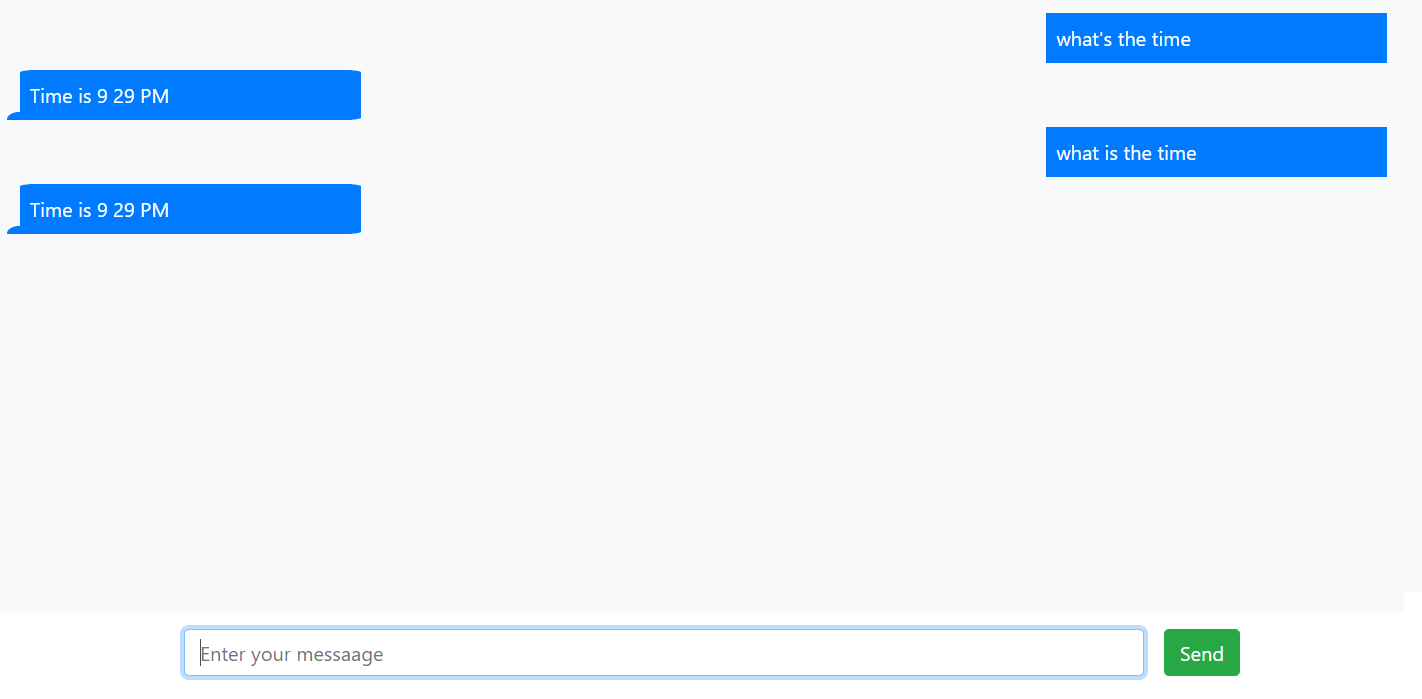 what's the time
Time is 9 29 PM
what is the time
Time is 9 29 PM
Enter your messaage
Send